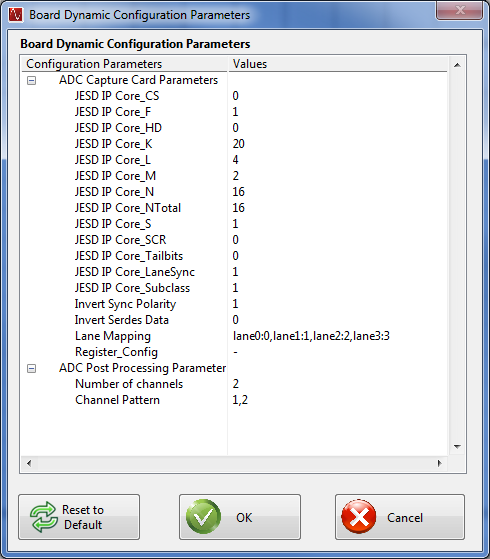 Board Dynamic Configuration Parameters
Board Dynamic Configuration Parameters
Configuration Parameters Values
ADC Capture Card Parameters
JESD IP Core_CS 0
JESD IP Core_F 1
JESD IP Core_HD 0
JESD IP Core_K 20
JESD IP Core_L 4
JESD IP Core_M 2
JESD IP Core_N 16
JESD IP Core_NTotal 16
JESD IP Core_S 1
JESD IP Core_SCR 0
JESD IP Core_Tailbits 0
JESD IP Core_LaneSync 1
JESD IP Core_Subclass 1
Invert Sync Polarity 1
Invert Serdes Data 0
Lane Mapping lane0:0,lane1:1,lane2:2,lane3:3
Register_Config -
ADC Post Processing Parameter
Number of channels 2
Channel Pattern 1,2
Reset to
Default
OK
Cancel